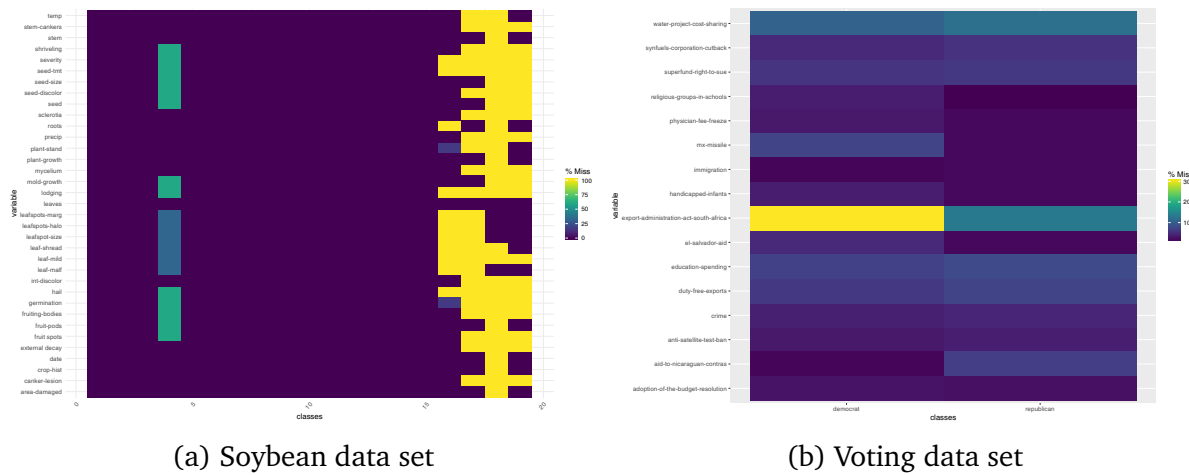 temp
stem-cankers
stem
shriveling
severity
seed-tmt
seed-size
seed-discolor
seed
sclerotia
roots
precip
plant-stand
plant-growth
mycelium
mold-growth
lodging
leaves
leafspots-marg
leafspots-halo
leafspot-size
leaf-shread
leaf-mild
leaf-malf
int-discolor
hail
germination
fruiting-bodies
fruit-pods
fruit spots
external decay
date
crop-hist
canker-lesion
area-damaged
variable
0 5 10 15 20
classes
% Miss
100
75
50
25
0
(a) Soybean data set
water-project-cost-sharing
synfuels-corporation-cutback
superfund-right-to-sue
religious-groups-in-schools
physician-fee-freeze
mx-missile
immigration
handicapped-infants
export-administration-act-south-africa
el-salvador-aid
education-spending
duty-free-exports
crime
anti-satellite-test-ban
aid-to-nicaraguan-contras
adoption-of-the-budget-resolution
variable
democrat republican
classes
% Miss
30
20
10
(b) Voting data set